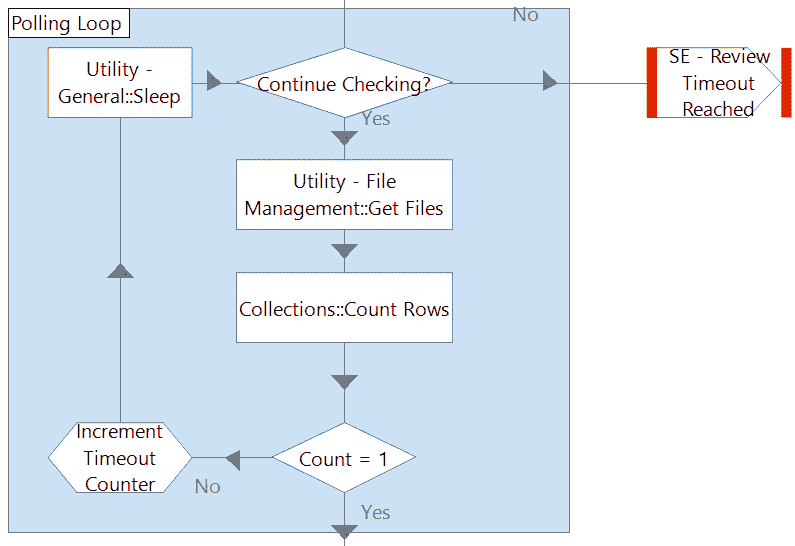 Polling Loop
No
Utility -
General::Sleep
Continue Checking?
SE - Review
Timeout
Reached
Yes
Utility - File
Management::Get Files
Collections::Count Rows
Increment
Timeout
Counter
Count = 1
No
Yes